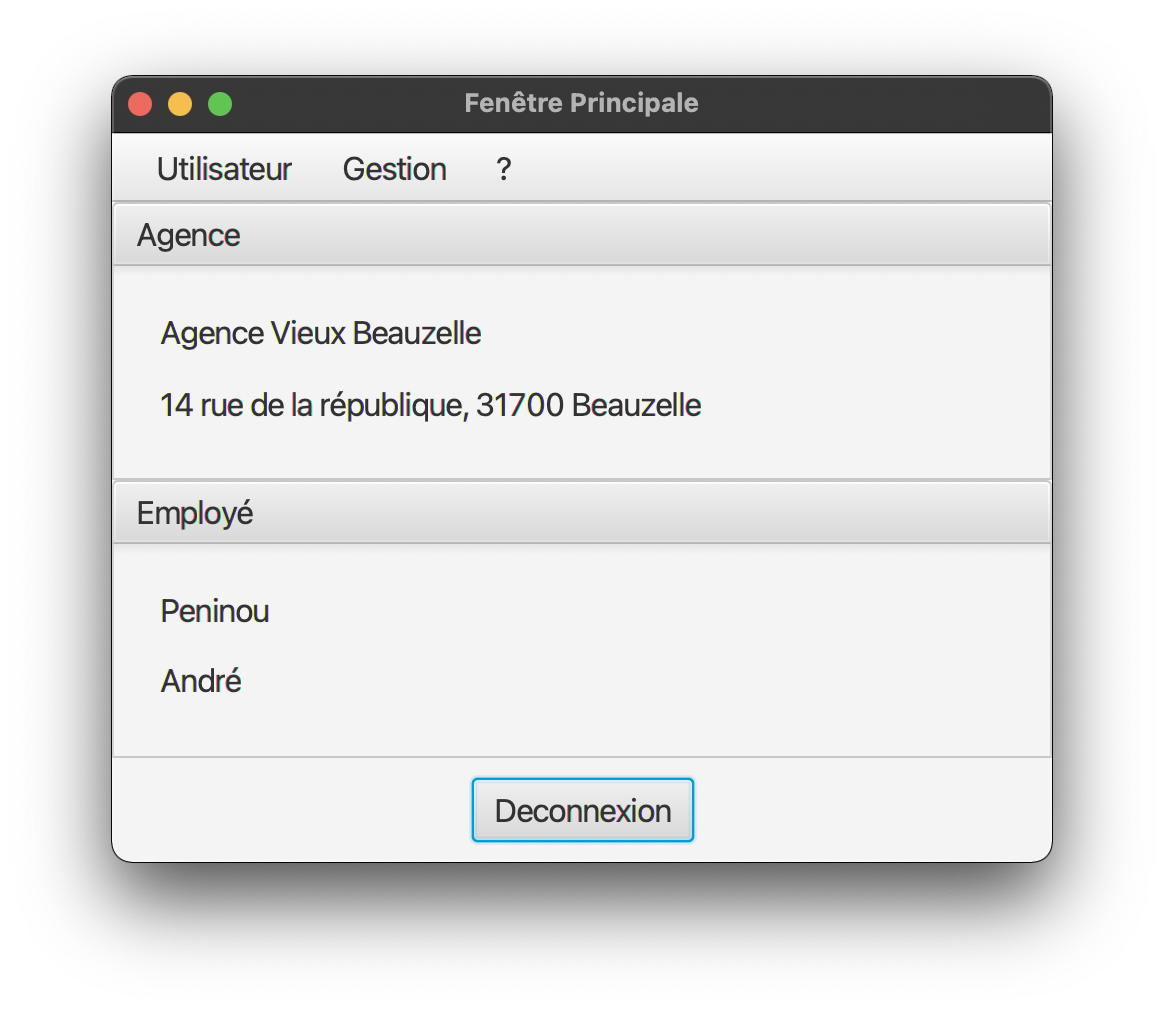 Fenêtre Principale
Utilisateur Gestion ?
Agence
Agence Vieux Beauzelle
14 rue de la république, 31700 Beauzelle
Employé
Peninou
André
Deconnexion